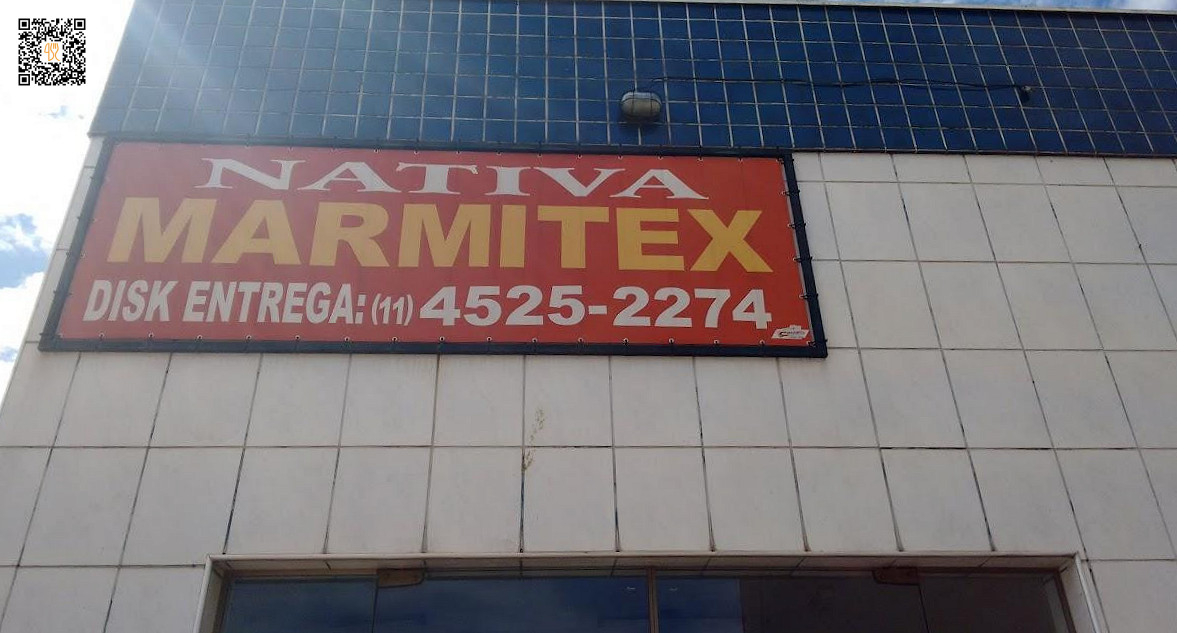 NATIVA
MARMITEX
DISK ENTREGA: (11) 4525-2274